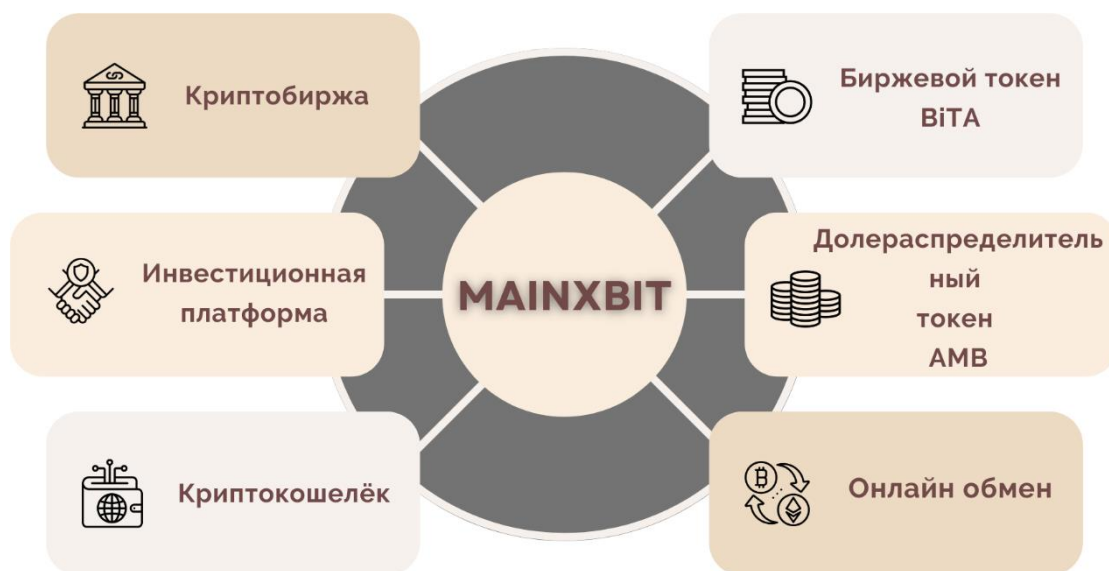 Криптобиржа
Инвестиционная
платформа
Криптокошелёк
MAINXBIT
Биржевой токен
BiTA
Долераспределитель
ный
токен
AMB
Онлайн обмен